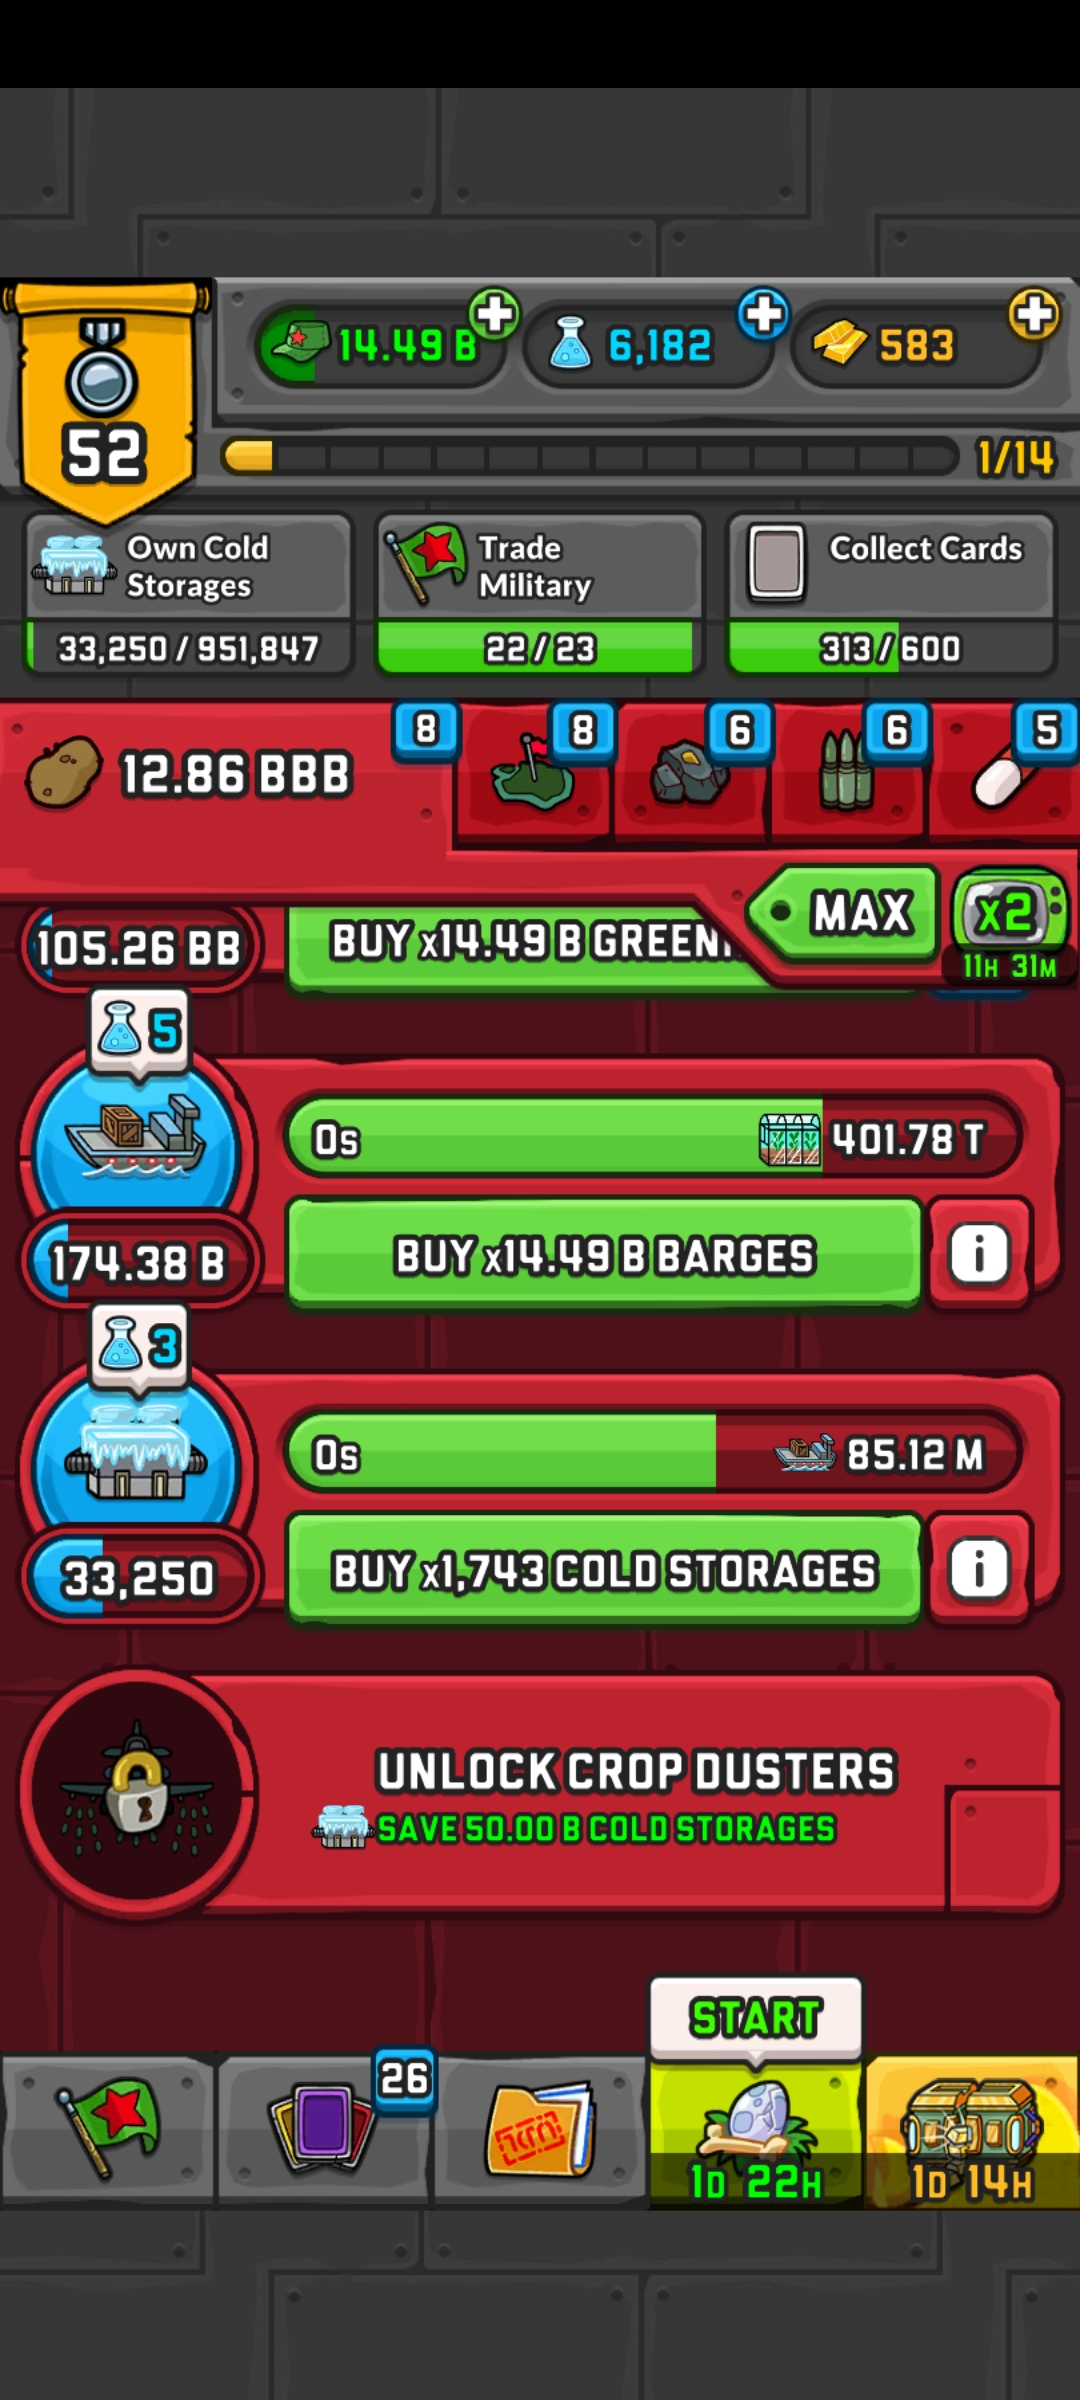 14.49 B
6,182
583
52
1/14
Own Cold
Storages
33,250 / 951,847
Trade
Military
22 / 23
Collect Cards
313 / 600
12.86 BBB
8
8
6
6
5
MAX
x2
11H 31M
105.26 BB
BUY x14.49 B
5
0s
401.78 T
174.38 B
BUY x14.49 B BARGES
i
3
0s
85.12 M
33,250
BUY x1,743 COLD STORAGES
i
UNLOCK CROP DUSTERS
SAVE 50.00 B COLD STORAGES
START
26
1D 22H
1D 14H